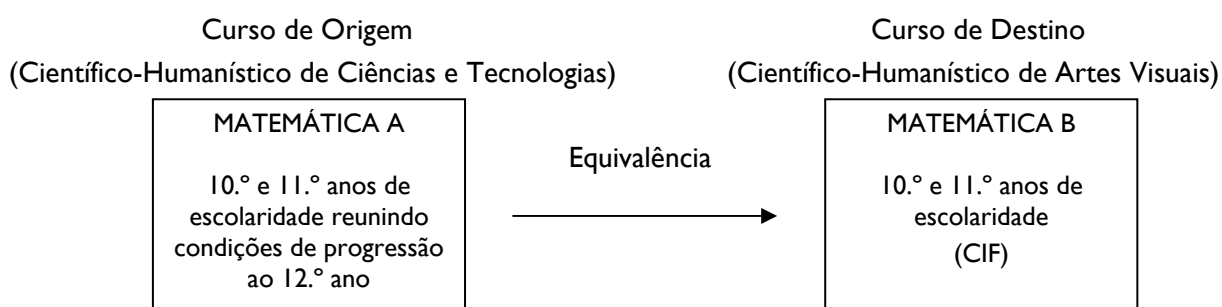 Curso de Origem
(Científico-Humanístico de Ciências e Tecnologias)
MATEMÁTICA A
10.º e 11.º anos de
escolaridade reunindo
condições de progressão
ao 12.º ano
Equivalência
Curso de Destino
(Científico-Humanístico de Artes Visuais)
MATEMÁTICA B
10.º e 11.º anos de
escolaridade
(CIF)